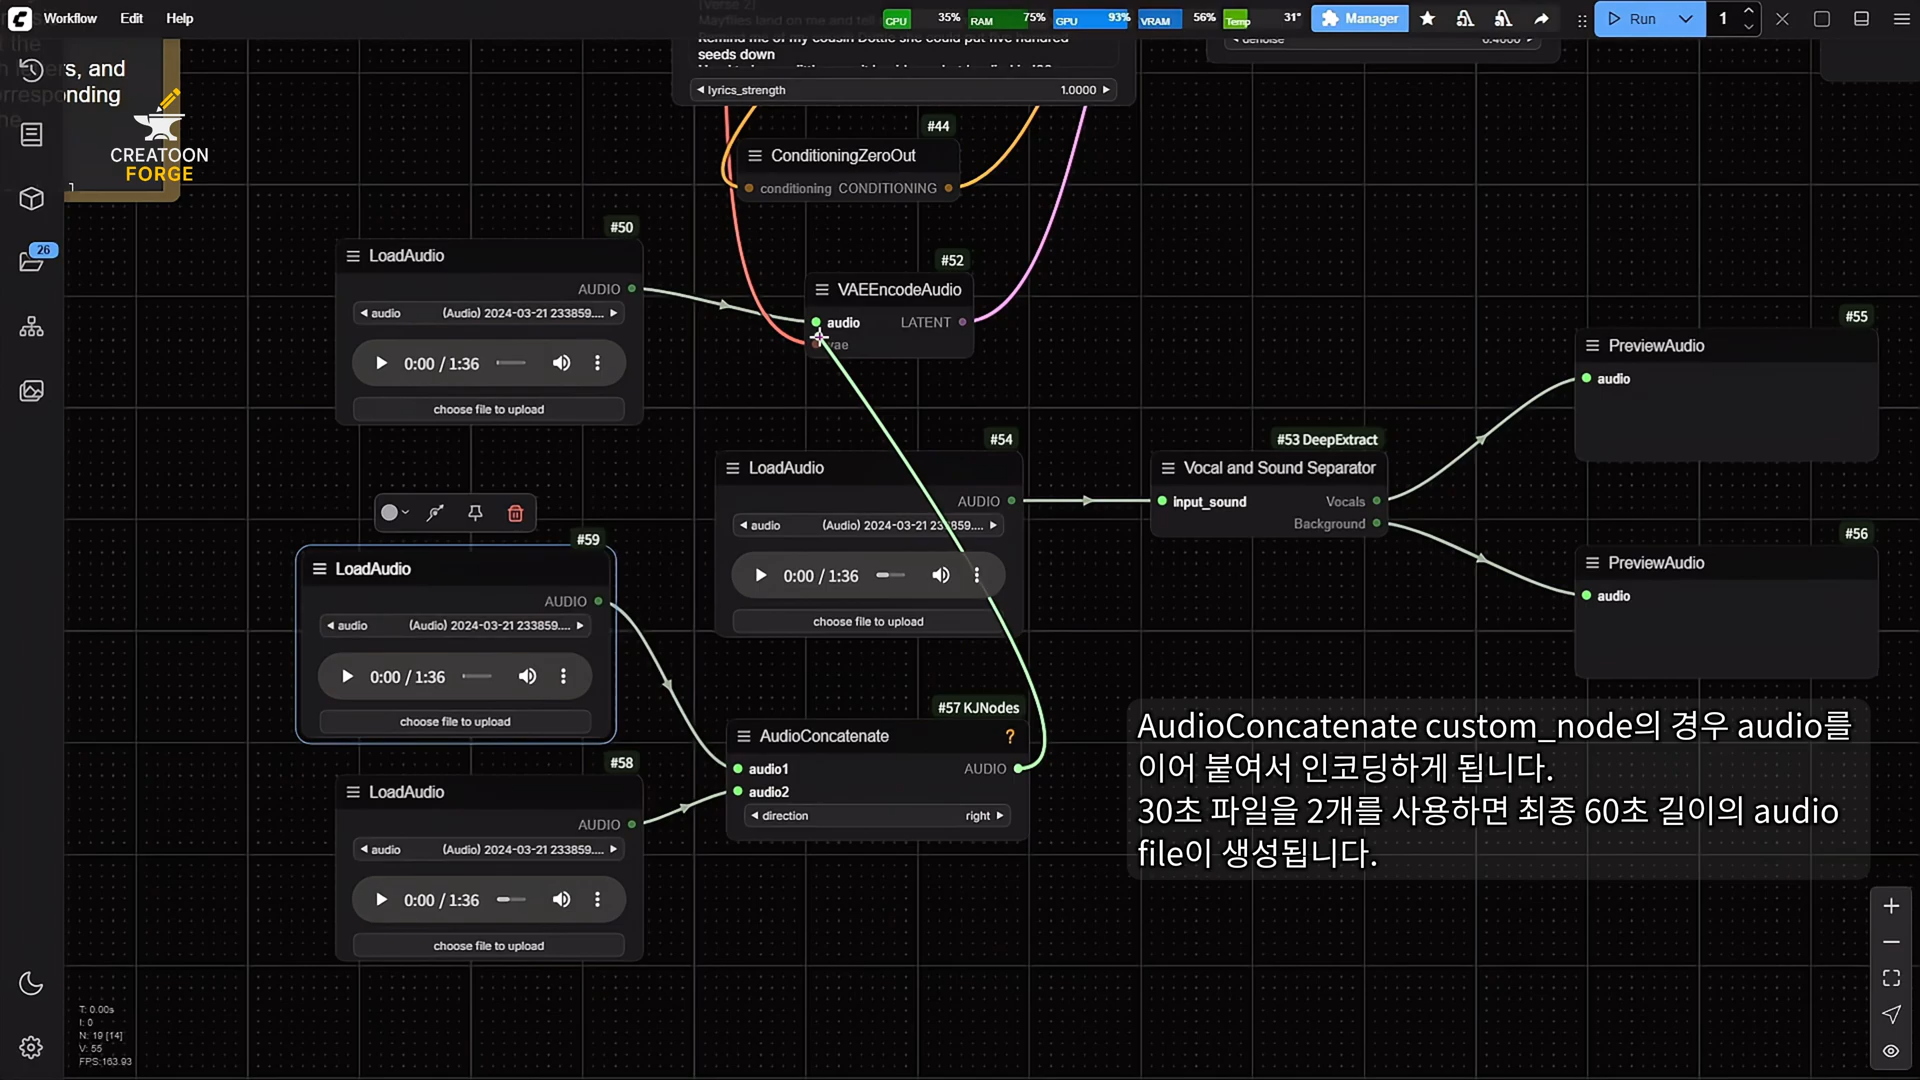 Workflow
Edit
Help
CPU 35%
RAM 75%
GPU 93%
VRAM 56%
Temp 31°
Manager
Run
1
rs, and
orresponding
CREATOON
FORGE
26
seeds down
lyrics_strength 1.0000
#44
ConditioningZeroOut
conditioning CONDITIONING
#50
LoadAudio
AUDIO
audio (Audio) 2024-03-21 233859....
0:00 / 1:36
choose file to upload
#52
VAEEncodeAudio
audio LATENT
vae
#54
LoadAudio
AUDIO
audio (Audio) 2024-03-21 233859....
0:00 / 1:36
choose file to upload
#53 DeepExtract
Vocal and Sound Separator
input_sound Vocals
Background
#55
PreviewAudio
audio
#56
PreviewAudio
audio
#59
LoadAudio
AUDIO
audio (Audio) 2024-03-21 233859....
0:00 / 1:36
choose file to upload
#57 KJNodes
AudioConcatenate ?
audio1 AUDIO
audio2
direction right
#58
LoadAudio
AUDIO
audio (Audio) 2024-03-21 233859....
0:00 / 1:36
choose file to upload
AudioConcatenate custom_node의 경우 audio를
이어 붙여서 인코딩하게 됩니다.
30초 파일을 2개를 사용하면 최종 60초 길이의 audio
file이 생성됩니다.
T: 0.00s
I: 0
N: 19 [14]
V: 55
FPS:163.93